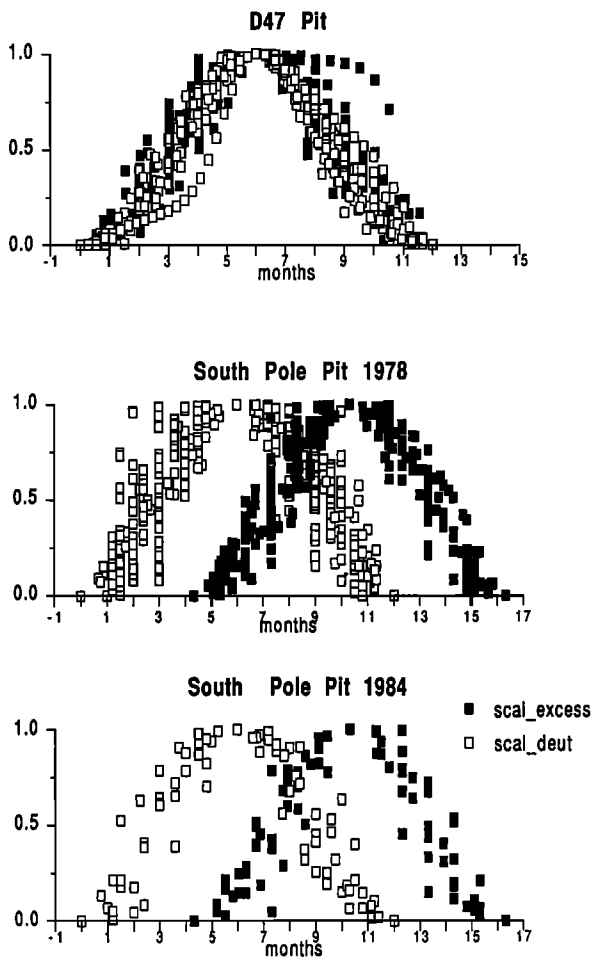 D47 Pit
1.0
0.5
0.0
-1 1 3 5 7 9 11 13 15
months
South Pole Pit 1978
1.0
0.5
0.0
-1 1 3 5 7 9 11 13 15 17
months
South Pole Pit 1984
scal_excess
scal_deut
1.0
0.5
0.0
-1 1 3 5 7 9 11 13 15 17
months